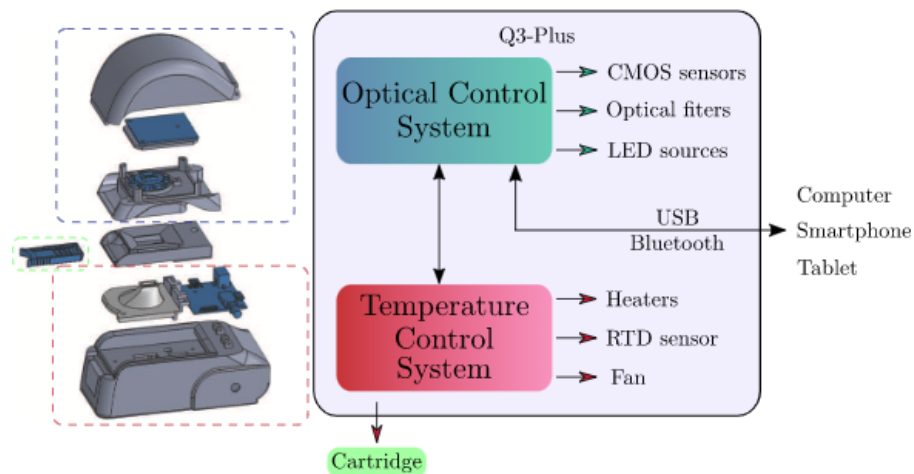 Q3-Plus
Optical Control
System
CMOS sensors
Optical fiters
LED sources
USB
Bluetooth
Computer
Smartphone
Tablet
Temperature
Control
System
Heaters
RTD sensor
Fan
Cartridge